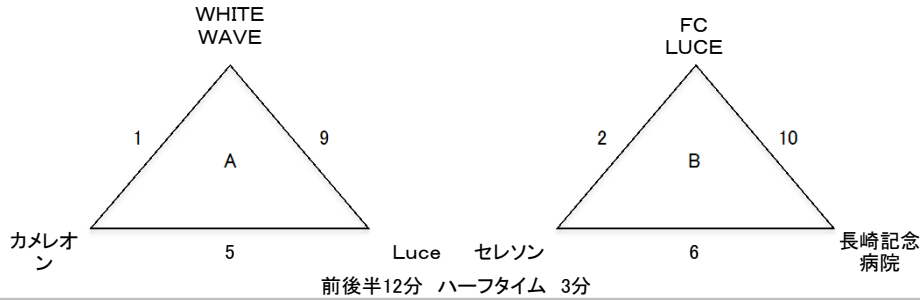 WHITE
WAVE
FC
LUCE
1
9
2
10
A
B
カメレオ
ン
5
Luce
セレソン
6
長崎記念
病院
前後半12分 ハーフタイム 3分